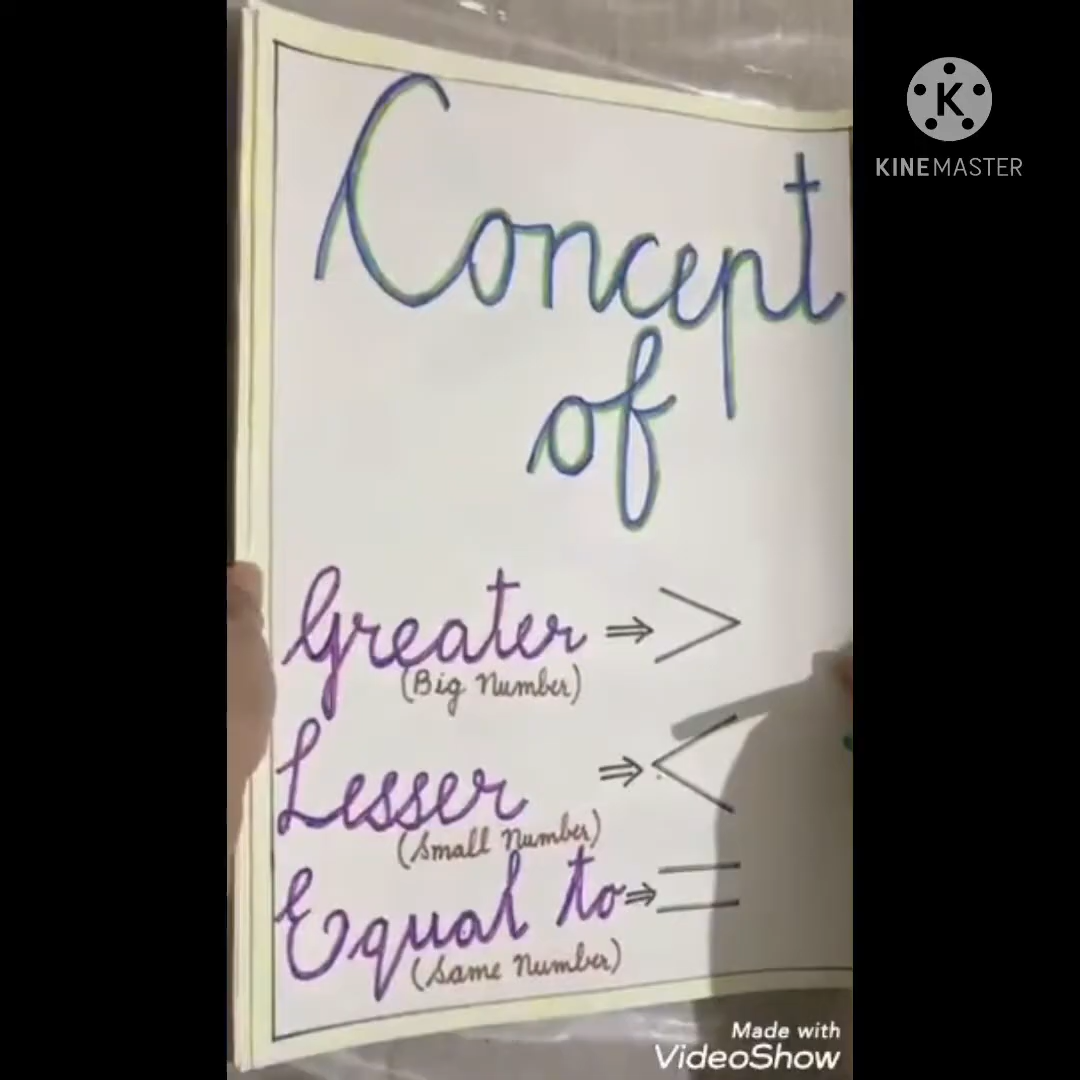 Concept
of
Greater ⇒ >
(Big Number)
Lesser ⇒ <
(Small Number)
Equal to ⇒ =
(Same Number)
K
KINEMASTER
Made with
VideoShow